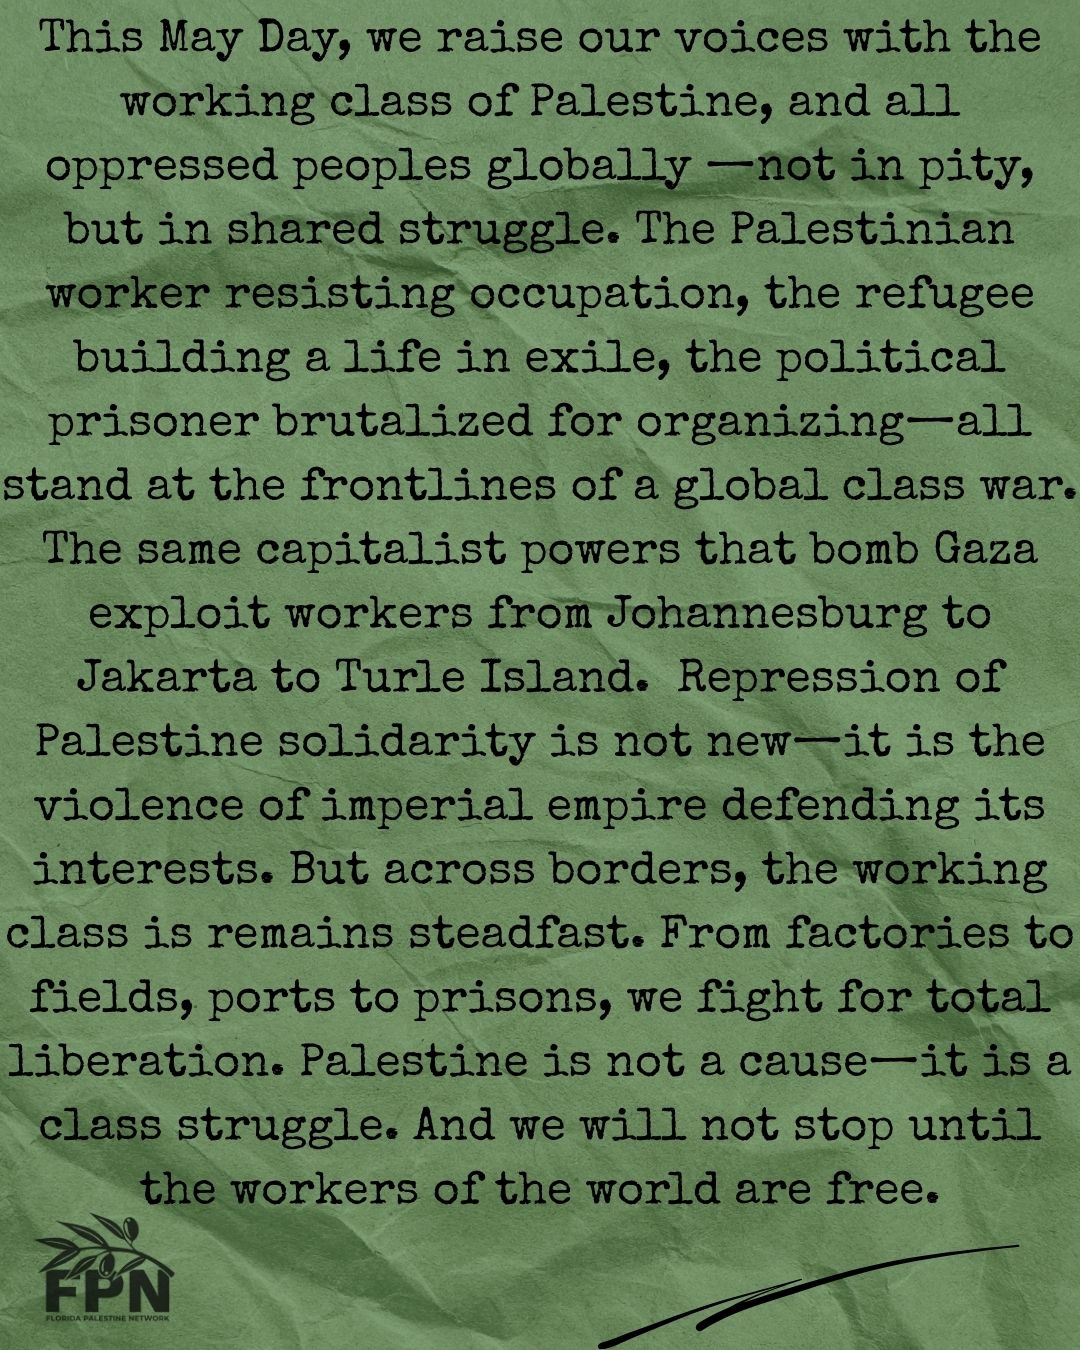 This May Day, we raise our voices with the
working class of Palestine, and all
oppressed peoples globally —not in pity,
but in shared struggle. The Palestinian
worker resisting occupation, the refugee
building a life in exile, the political
prisoner brutalized for organizing—all
stand at the frontlines of a global class war.
The same capitalist powers that bomb Gaza
exploit workers from Johannesburg to
Jakarta to Turle Island.  Repression of
Palestine solidarity is not new—it is the
violence of imperial empire defending its
interests. But across borders, the working
class is remains steadfast. From factories to
fields, ports to prisons, we fight for total
liberation. Palestine is not a cause—it is a
class struggle. And we will not stop until
the workers of the world are free.
FPN
FLORIDA PALESTINE NETWORK